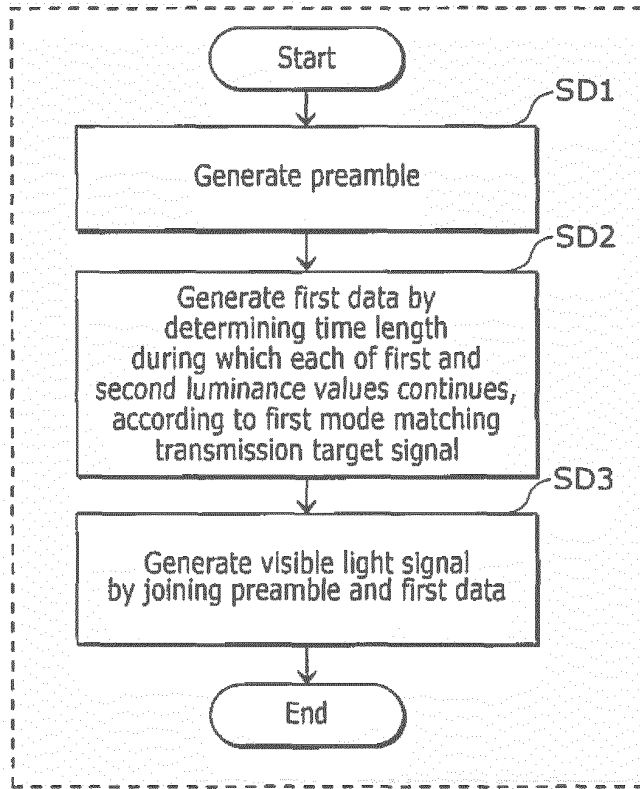 Start
SD1
Generate preamble
SD2
Generate first data by
determining time length
during which each of first and
second luminance values continues,
according to first mode matching
transmission target signal
SD3
Generate visible light signal
by joining preamble and first data
End